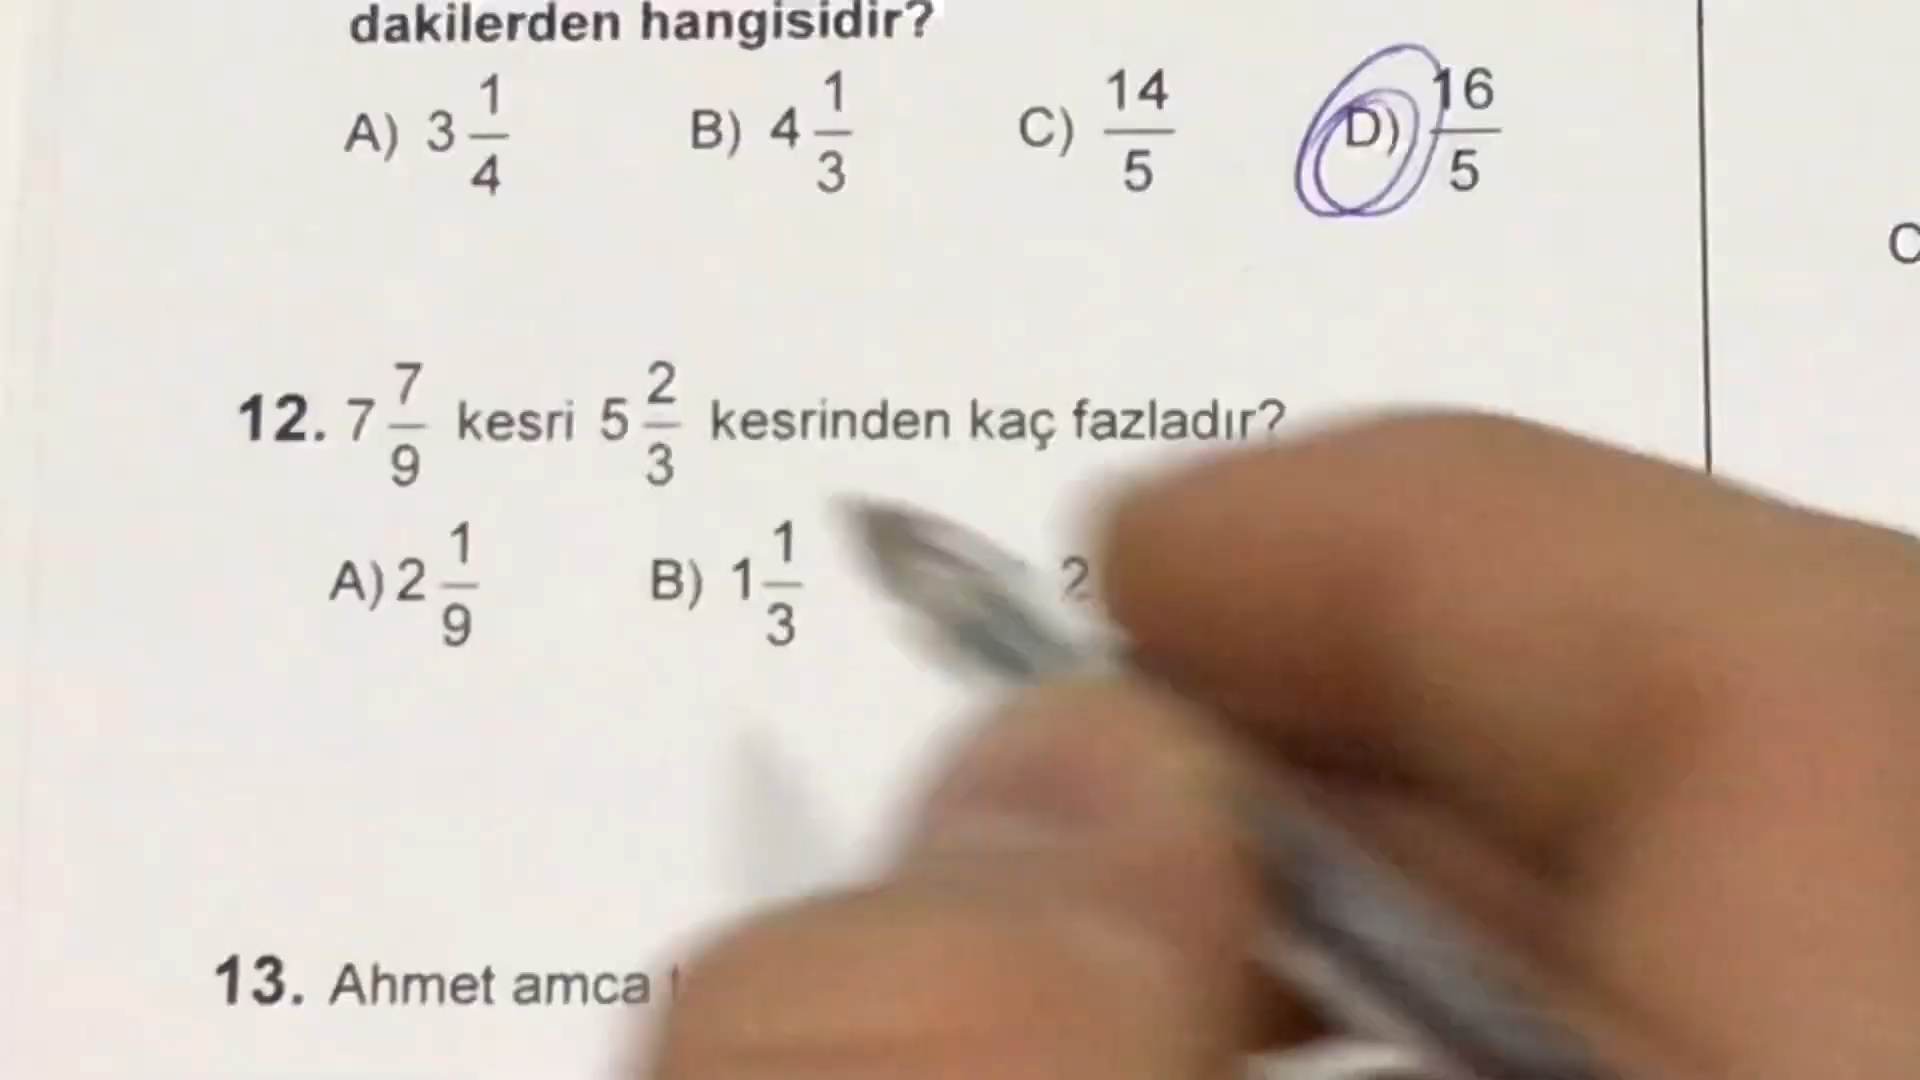 dakilerden hangisidir?
A) 3 1/4 B) 4 1/3 C) 14/5 D) 16/5
12. 7 7/9 kesri 5 2/3 kesrinden kaç fazladır?
A) 2 1/9 B) 1 1/3 2
13. Ahmet amca